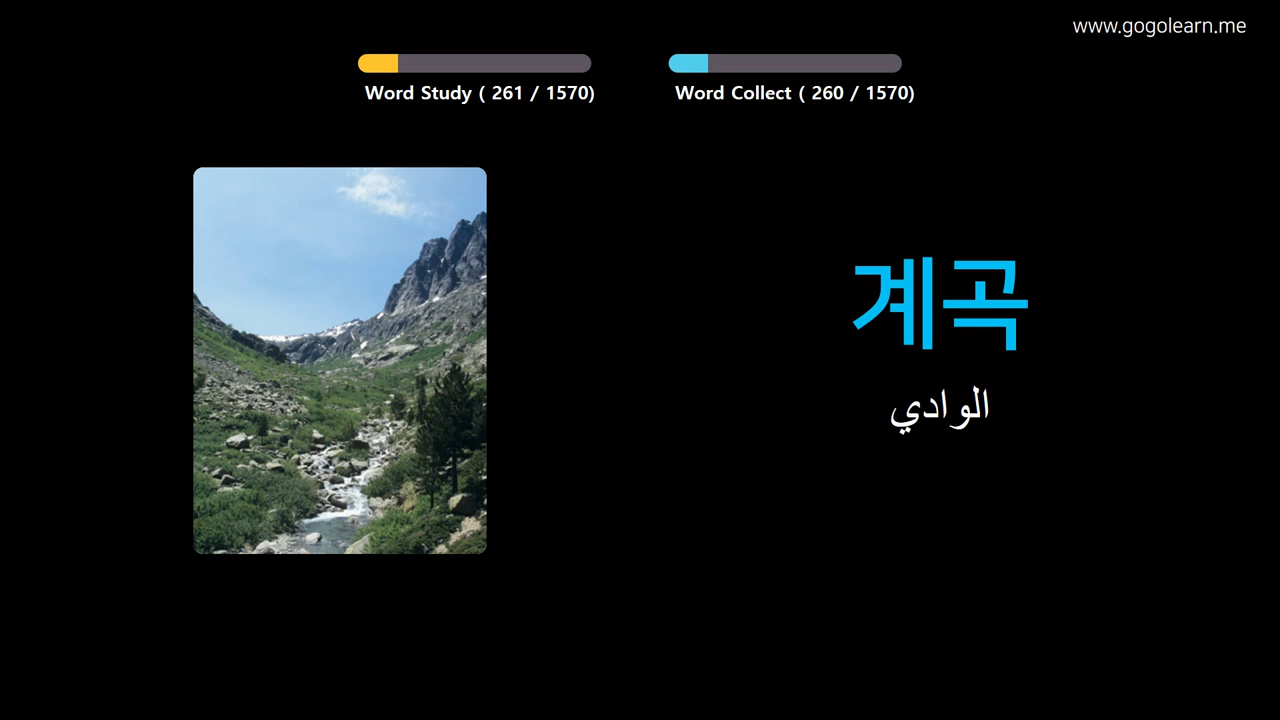 www.gogolearn.me
Word Study ( 261 / 1570)
Word Collect ( 260 / 1570)
계곡
الوادي